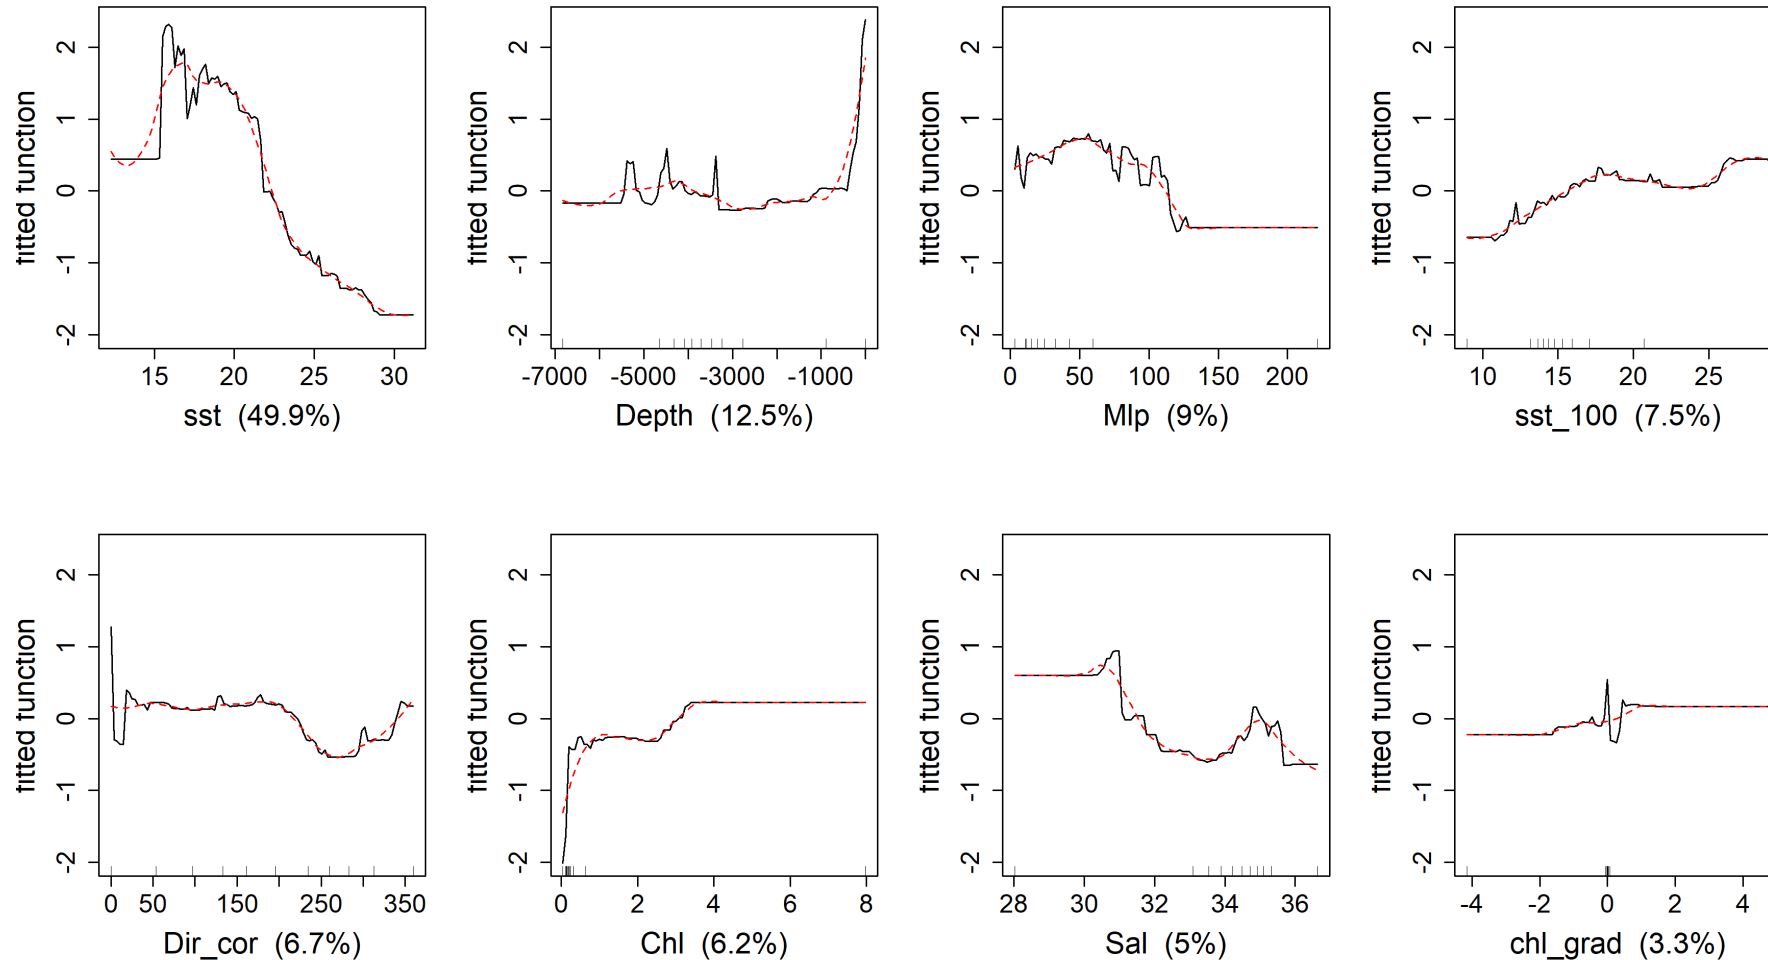 fitted function
2
1
0
-1
-2
15 20 25 30
sst (49.9%)
fitted function
2
1
0
-1
-2
-7000 -5000 -3000 -1000
Depth (12.5%)
fitted function
2
1
0
-1
-2
0 50 100 150 200
Mlp (9%)
fitted function
2
1
0
-1
-2
10 15 20 25
sst_100 (7.5%)
fitted function
2
1
0
-1
-2
0 50 150 250 350
Dir_cor (6.7%)
fitted function
2
1
0
-1
-2
0 2 4 6 8
Chl (6.2%)
fitted function
2
1
0
-1
-2
28 30 32 34 36
Sal (5%)
fitted function
2
1
0
-1
-2
-4 -2 0 2 4
chl_grad (3.3%)